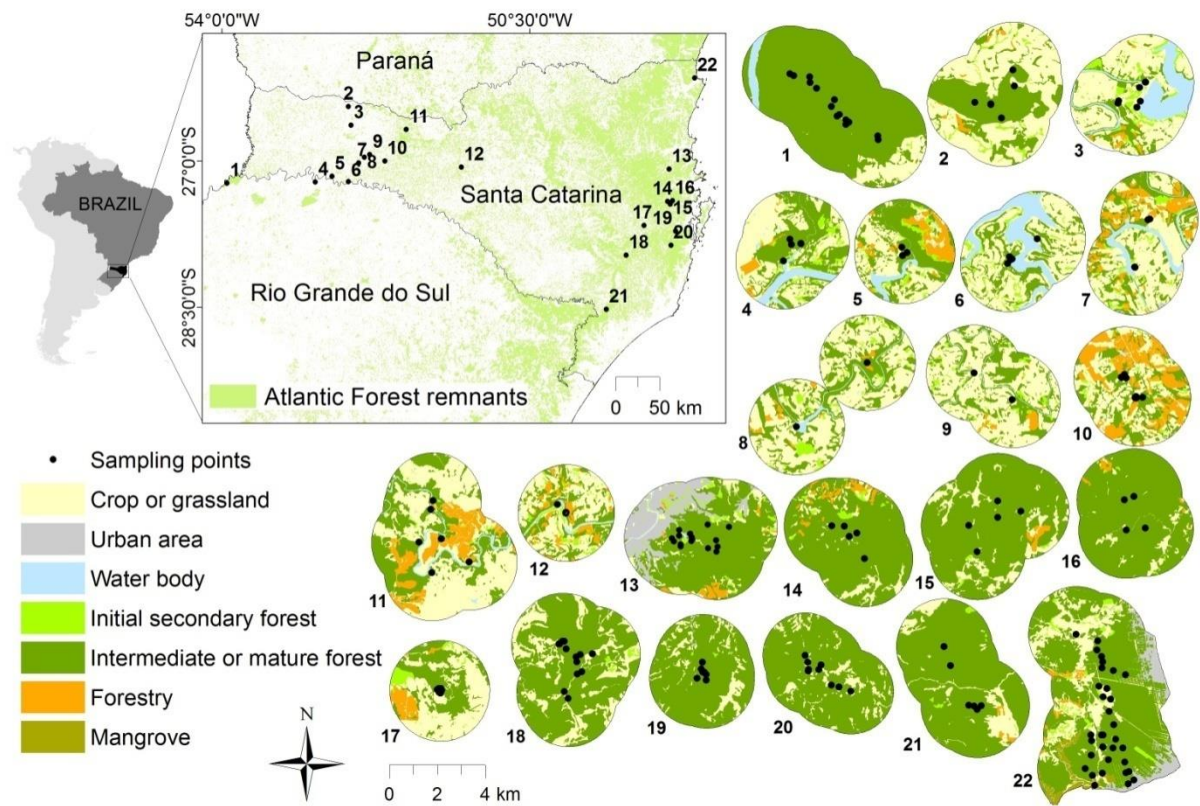 54°0'0"W
50°30'0"W
27°0'0"S
28°30'0"S
BRAZIL
Paraná
Santa Catarina
Rio Grande do Sul
1
2
3
4
5
6
7
8
9
10
11
12
13
14
16
15
17
19
18
20
21
22
Atlantic Forest remnants
0 50 km
1
2
3
4
5
6
7
8
9
10
Sampling points
Crop or grassland
Urban area
Water body
Initial secondary forest
Intermediate or mature forest
Forestry
Mangrove
11
12
13
14
15
16
17
18
19
20
21
22
N
0 2 4 km